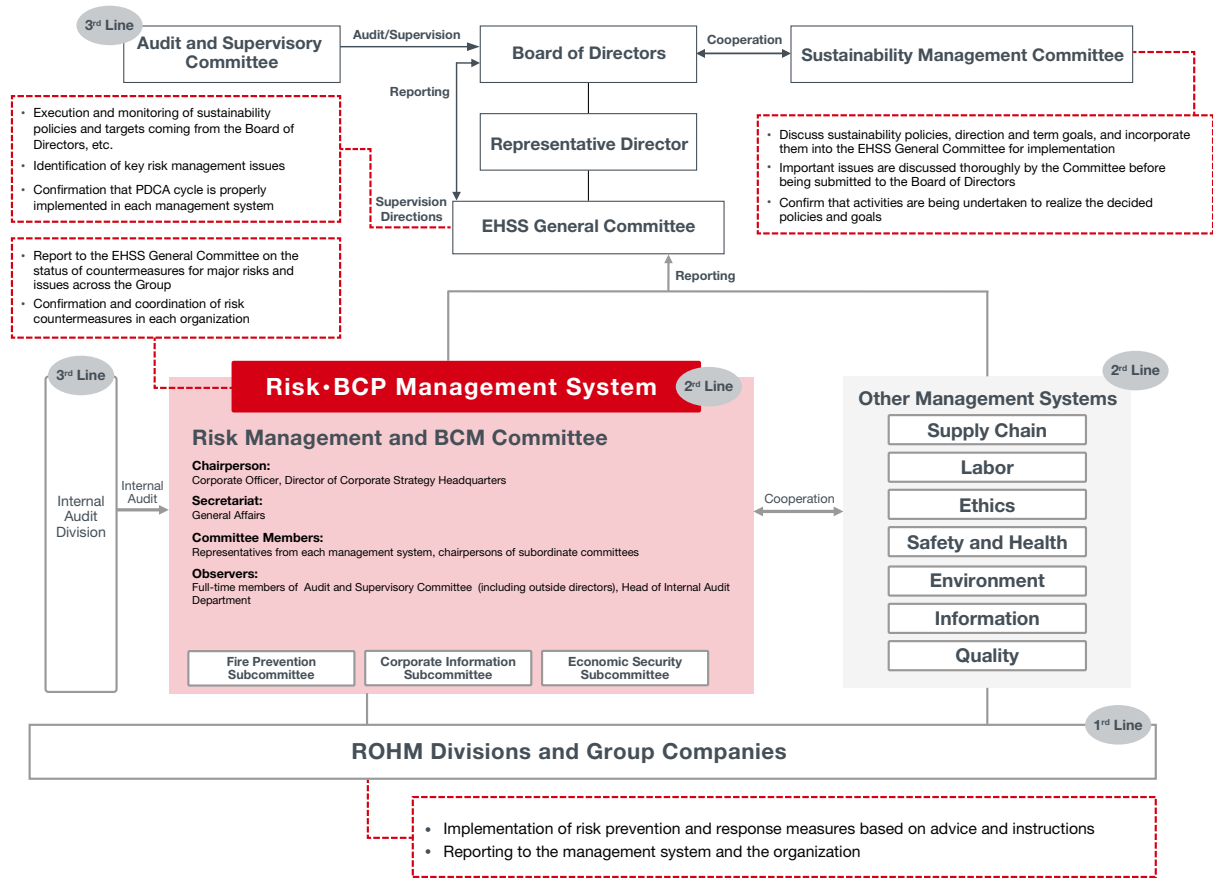 3rd Line
Audit and Supervisory
Committee
Audit/Supervision
Board of Directors
Cooperation
Sustainability Management Committee
Reporting
Representative Director
Supervision
Directions
EHSS General Committee
• Execution and monitoring of sustainability
policies and targets coming from the Board of
Directors, etc.
• Identification of key risk management issues
• Confirmation that PDCA cycle is properly
implemented in each management system
• Discuss sustainability policies, direction and term goals, and incorporate
them into the EHSS General Committee for implementation
• Important issues are discussed thoroughly by the Committee before
being submitted to the Board of Directors
• Confirm that activities are being undertaken to realize the decided
policies and goals
• Report to the EHSS General Committee on the
status of countermeasures for major risks and
issues across the Group
• Confirmation and coordination of risk
countermeasures in each organization
Reporting
3rd Line
Internal
Audit
Division
Internal
Audit
Risk•BCP Management System
2rd Line
Risk Management and BCM Committee
Chairperson:
Corporate Officer, Director of Corporate Strategy Headquarters
Secretariat:
General Affairs
Committee Members:
Representatives from each management system, chairpersons of subordinate committees
Observers:
Full-time members of Audit and Supervisory Committee (including outside directors), Head of Internal Audit
Department
Fire Prevention
Subcommittee
Corporate Information
Subcommittee
Economic Security
Subcommittee
Cooperation
2rd Line
Other Management Systems
Supply Chain
Labor
Ethics
Safety and Health
Environment
Information
Quality
1rd Line
ROHM Divisions and Group Companies
• Implementation of risk prevention and response measures based on advice and instructions
• Reporting to the management system and the organization